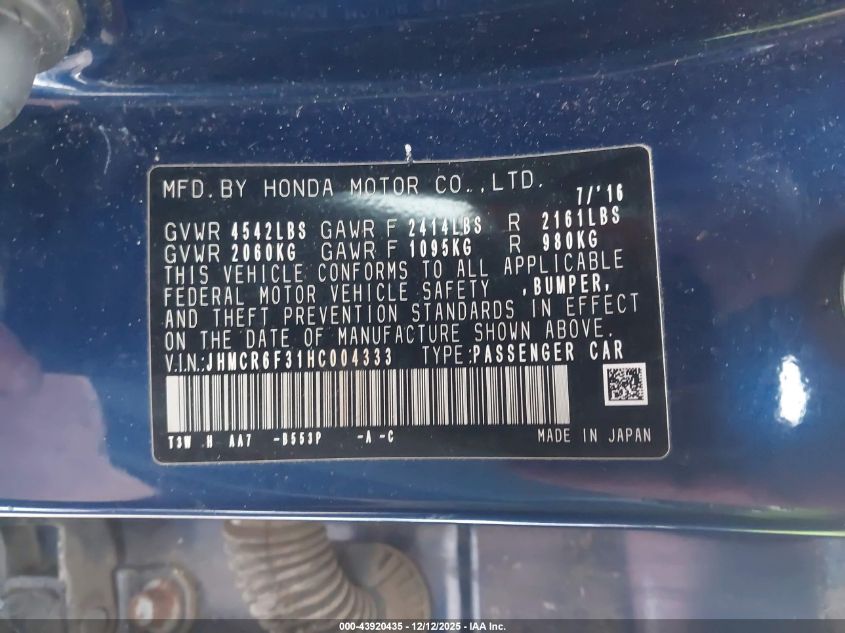 MFD. BY HONDA MOTOR CO., LTD. 7/'16
GVWR 4542LBS GAWR F 2414LBS R 2161LBS
GVWR 2060KG GAWR F 1095KG R 980KG
THIS VEHICLE CONFORMS TO ALL APPLICABLE
FEDERAL MOTOR VEHICLE SAFETY ,BUMPER,
AND THEFT PREVENTION STANDARDS IN EFFECT
ON THE DATE OF MANUFACTURE SHOWN ABOVE.
V.IN.:JHMCR6F31HC004333 TYPE:PASSENGER CAR
T3W H AA7 -B553P -A -C MADE IN JAPAN
000-43920435 - 12/12/2025 - IAA Inc.